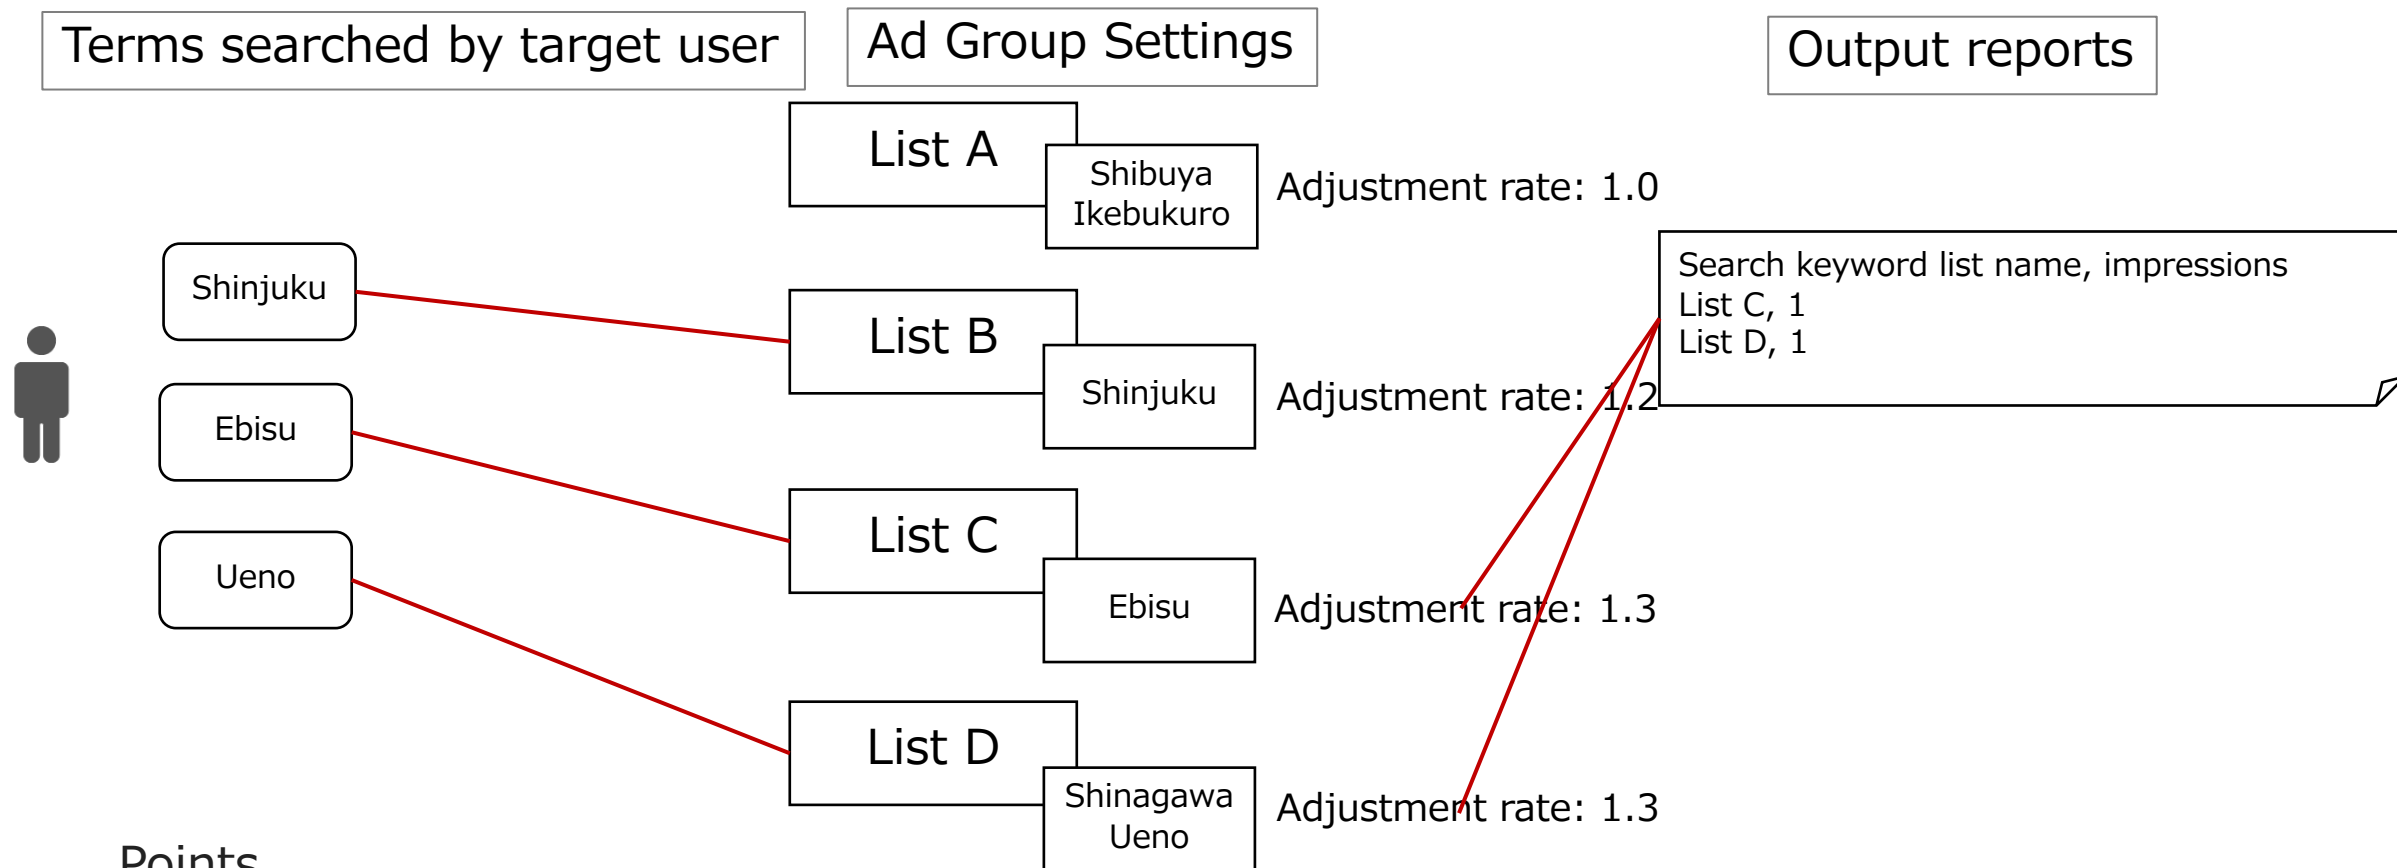 Terms searched by target user
Ad Group Settings
Output reports
List A
Shibuya
Ikebukuro
Adjustment rate: 1.0
Shinjuku
List B
Shinjuku
Adjustment rate: 1.2
Search keyword list name, impressions
List C, 1
List D, 1
Ebisu
List C
Ebisu
Adjustment rate: 1.3
Ueno
List D
Shinagawa
Ueno
Adjustment rate: 1.3
Points